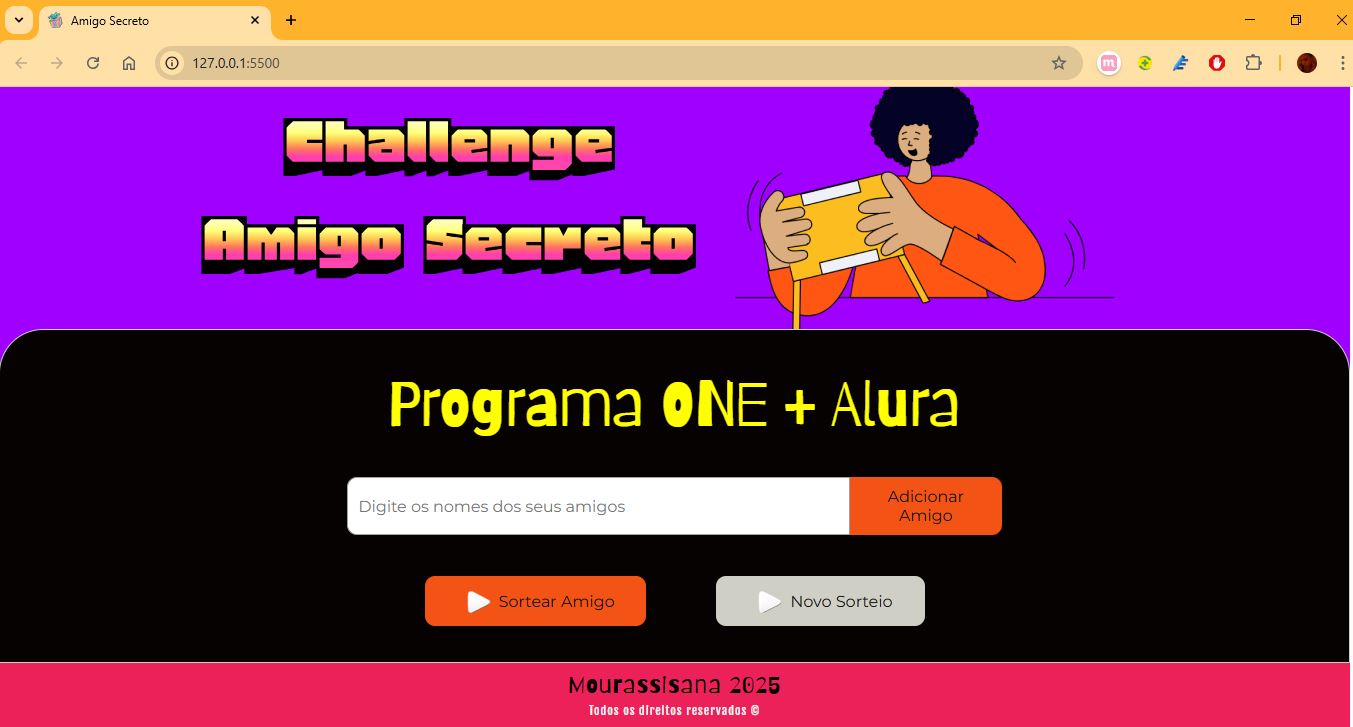 Amigo Secreto
127.0.0.1:5500
m
Challenge
Amigo Secreto
Programa ONE + Alura
Digite os nomes dos seus amigos
Adicionar
Amigo
Sortear Amigo
Novo Sorteio
Mourassisana 2025
Todos os direitos reservados ©